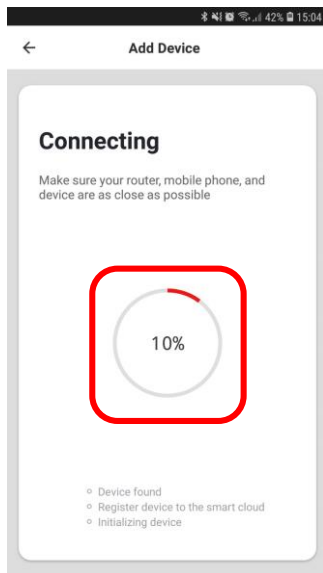 42% 15:04
Add Device
Connecting
Make sure your router, mobile phone, and
device are as close as possible
10%
Device found
Register device to the smart cloud
Initializing device